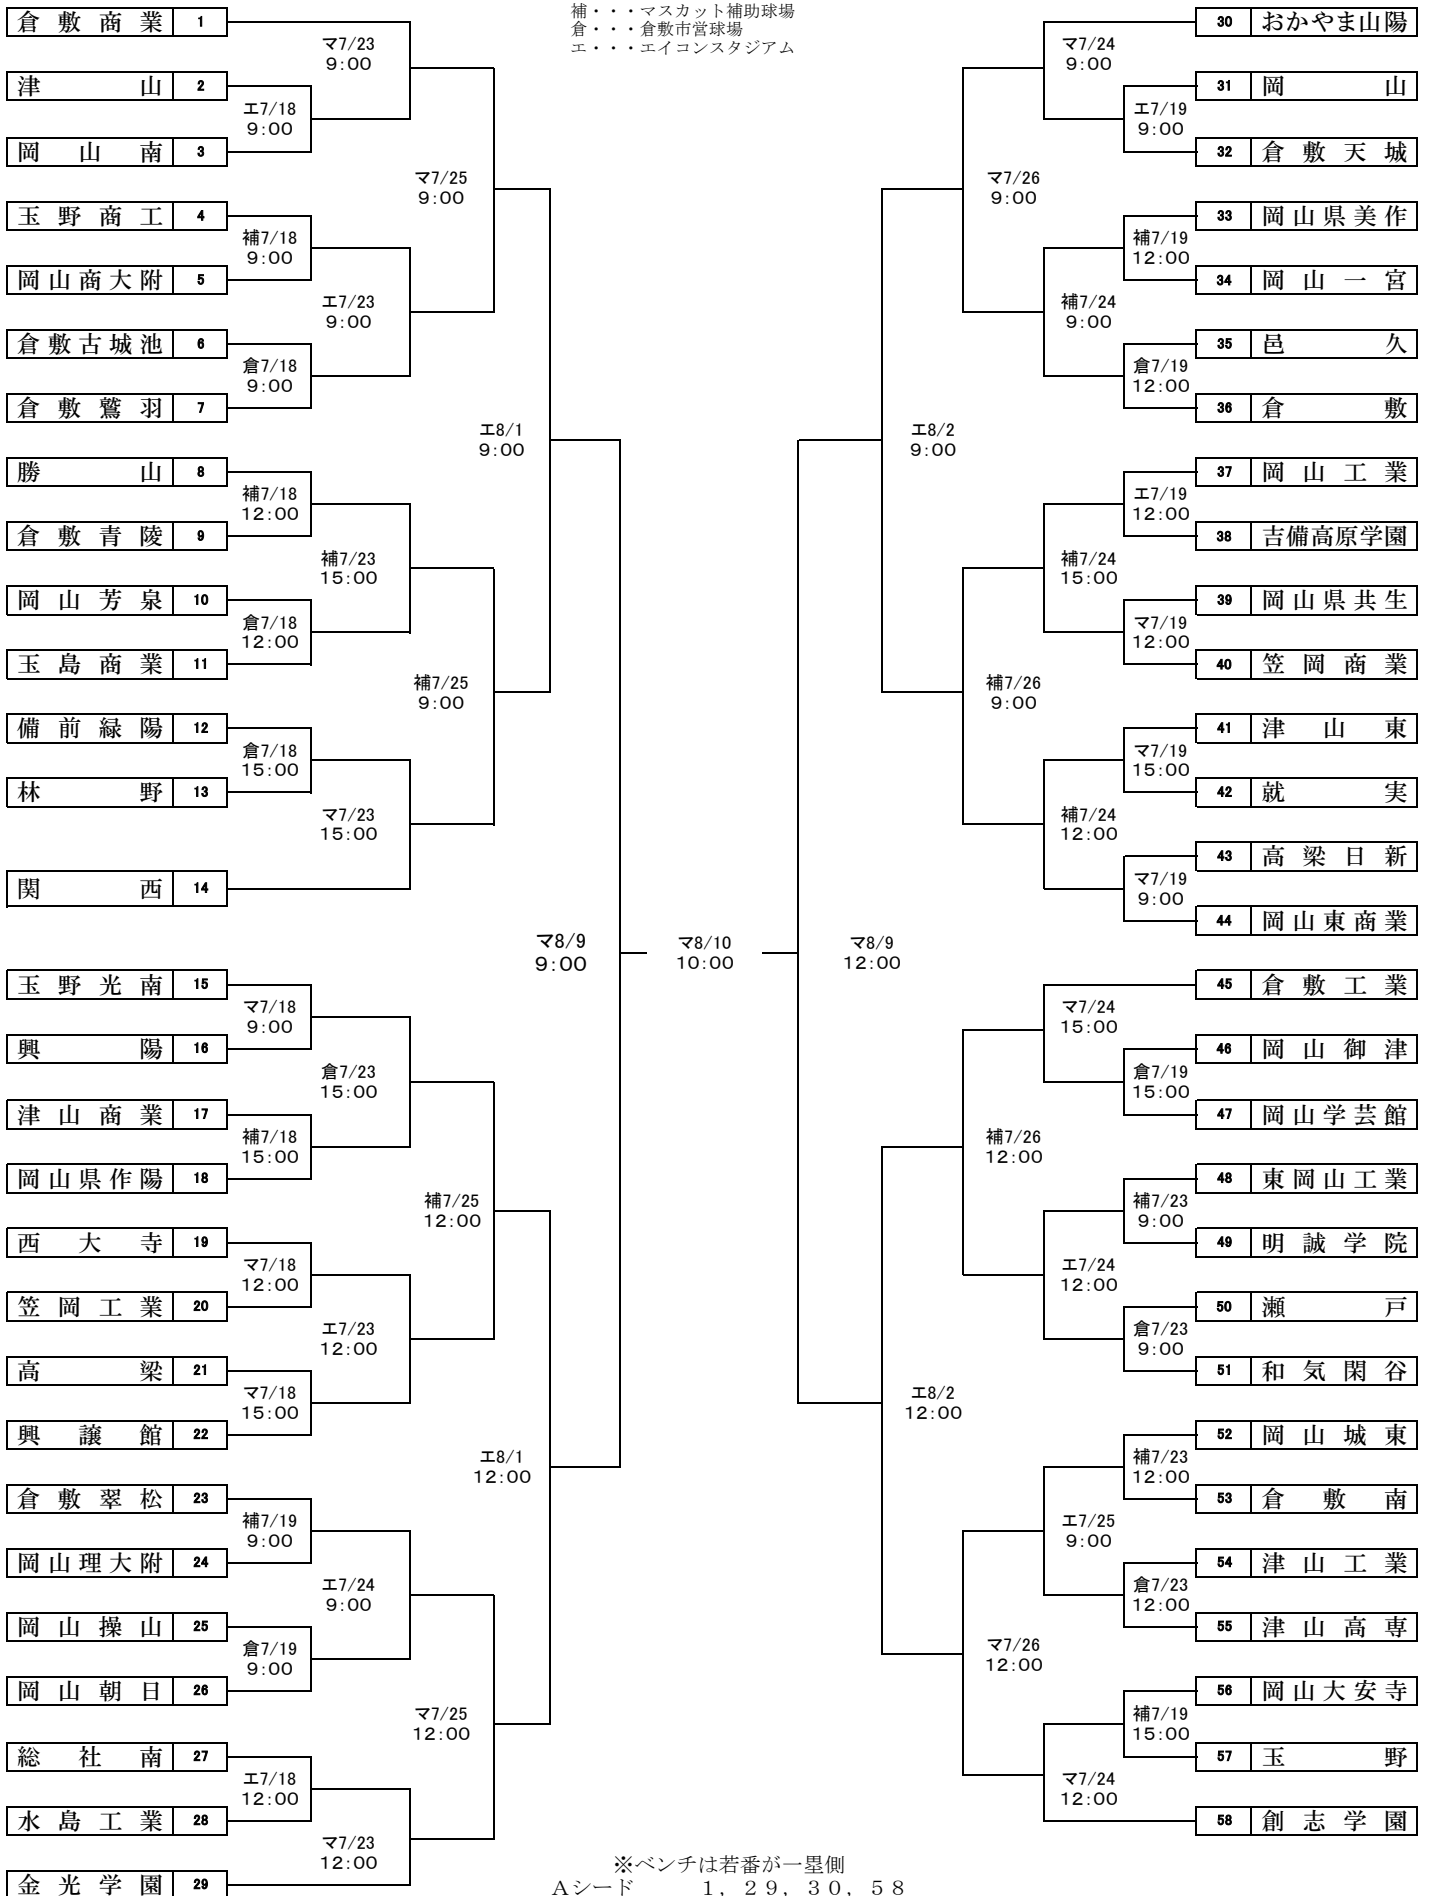 補・・・マスカット補助球場
倉・・・倉敷市営球場
エ・・・エイコンスタジアム
倉敷商業 1
マ7/23
9:00
津山 2
エ7/18
9:00
岡山南 3
マ7/25
9:00
玉野商工 4
補7/18
9:00
岡山商大附 5
エ7/23
9:00
倉敷古城池 6
倉7/18
9:00
倉敷鷲羽 7
エ8/1
9:00
勝山 8
補7/18
12:00
倉敷青陵 9
補7/23
15:00
岡山芳泉 10
倉7/18
12:00
玉島商業 11
補7/25
9:00
備前緑陽 12
倉7/18
15:00
林野 13
マ7/23
15:00
関西 14
マ8/9
9:00
玉野光南 15
マ7/18
9:00
興陽 16
倉7/23
15:00
津山商業 17
補7/18
15:00
岡山県作陽 18
補7/25
12:00
西大寺 19
マ7/18
12:00
笠岡工業 20
エ7/23
12:00
高梁 21
マ7/18
15:00
興譲館 22
エ8/1
12:00
倉敷翠松 23
補7/19
9:00
岡山理大附 24
エ7/24
9:00
岡山操山 25
倉7/19
9:00
岡山朝日 26
マ7/25
12:00
総社南 27
エ7/18
12:00
水島工業 28
マ7/23
12:00
金光学園 29
マ8/10
10:00
30 おかやま山陽
マ7/24
9:00
31 岡山
エ7/19
9:00
32 倉敷天城
マ7/26
9:00
33 岡山県美作
補7/19
12:00
34 岡山一宮
補7/24
9:00
35 邑久
倉7/19
12:00
36 倉敷
エ8/2
9:00
37 岡山工業
エ7/19
12:00
38 吉備高原学園
補7/24
15:00
39 岡山県共生
マ7/19
12:00
40 笠岡商業
補7/26
9:00
41 津山東
マ7/19
15:00
42 就実
補7/24
12:00
43 高梁日新
マ7/19
9:00
44 岡山東商業
マ8/9
12:00
45 倉敷工業
マ7/24
15:00
46 岡山御津
倉7/19
15:00
47 岡山学芸館
補7/26
12:00
48 東岡山工業
補7/23
9:00
49 明誠学院
エ7/24
12:00
50 瀬戸
倉7/23
9:00
51 和気閑谷
エ8/2
12:00
52 岡山城東
補7/23
12:00
53 倉敷南
エ7/25
9:00
54 津山工業
倉7/23
12:00
55 津山高専
マ7/26
12:00
56 岡山大安寺
補7/19
15:00
57 玉野
マ7/24
12:00
58 創志学園
※ベンチは若番が一塁側
Aシード 1，29，30，58